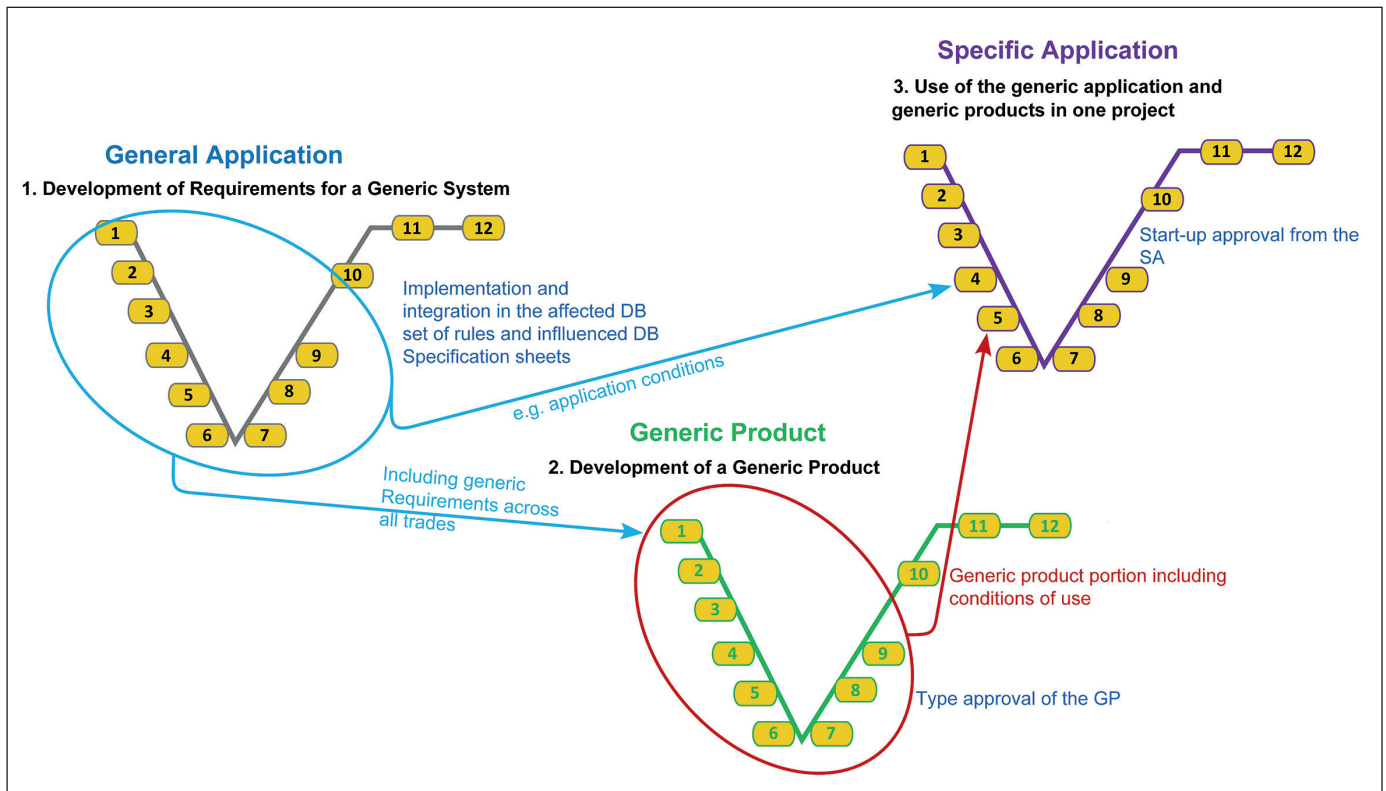 Specific Application
3. Use of the generic application and
generic products in one project
1
2
3
4
5
6
7
8
9
10
11
12
Start-up approval from the
SA
General Application
1. Development of Requirements for a Generic System
1
2
3
4
5
6
7
8
9
10
11
12
Implementation and
integration in the affected DB
set of rules and inflluenced DB
Specification sheets
e.g. application conditions
Including generic
Requirements across
all trades
Generic Product
2. Development of a Generic Product
1
2
3
4
5
6
7
8
9
10
11
12
Generic product portion including
conditions of use
Type approval of the GP